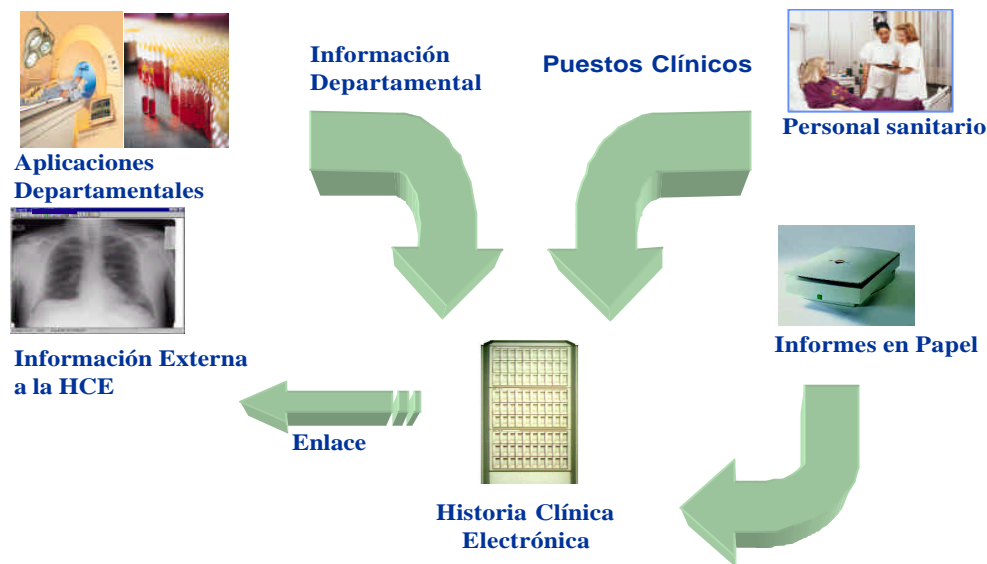 Información
Departamental
Puestos Clínicos
Personal sanitario
Aplicaciones
Departamentales
Informes en Papel
Información Externa
a la HCE
Enlace
Historia Clínica
Electrónica